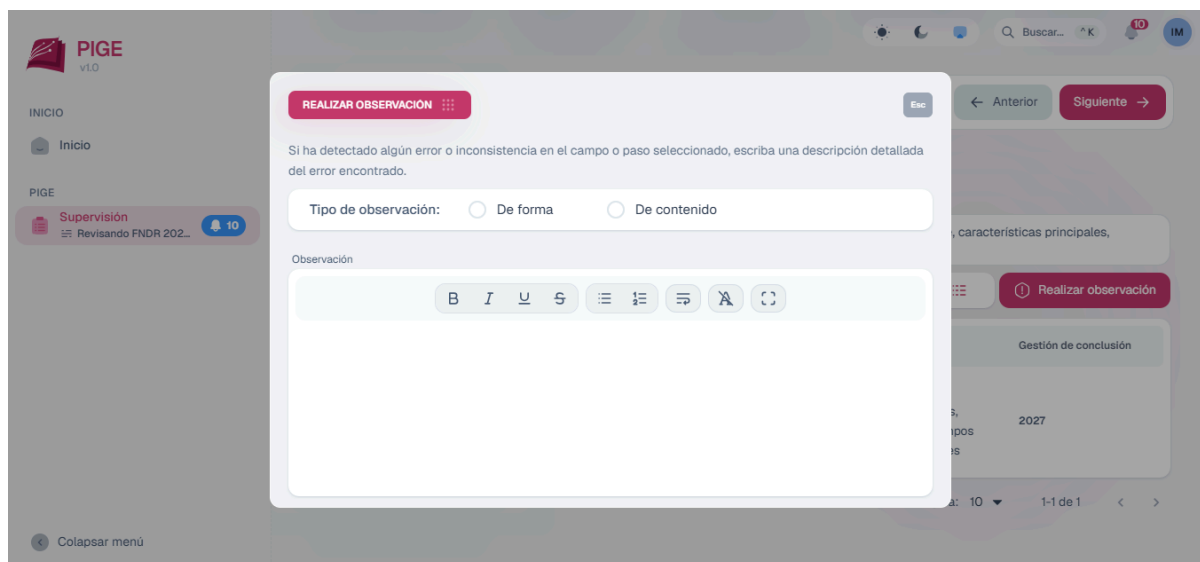 PIGE
v1.0
Buscar... ^K
10
IM
INICIO
Inicio
PIGE
Supervisión
Revisando FNDR 202...
10
Colapsar menú
REALIZAR OBSERVACIÓN
Esc
Si ha detectado algún error o inconsistencia en el campo o paso seleccionado, escriba una descripción detallada
del error encontrado.
Tipo de observación: De forma De contenido
Observación
B I U S
← Anterior Siguiente →
, características principales,
Realizar observación
Gestión de conclusión
s,
npos
es
2027
a: 10 1-1 de 1 < >